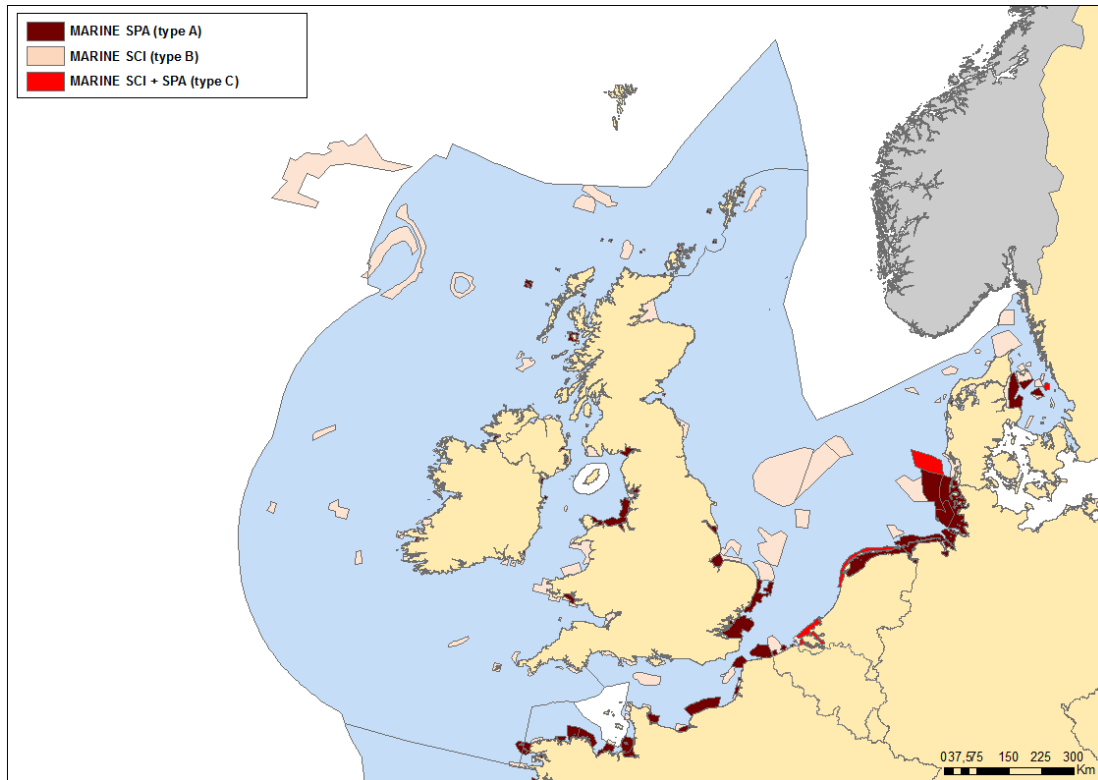 MARINE SPA (type A)
MARINE SCI (type B)
MARINE SCI + SPA (type C)
0 37,5 75 150 225 300
Km